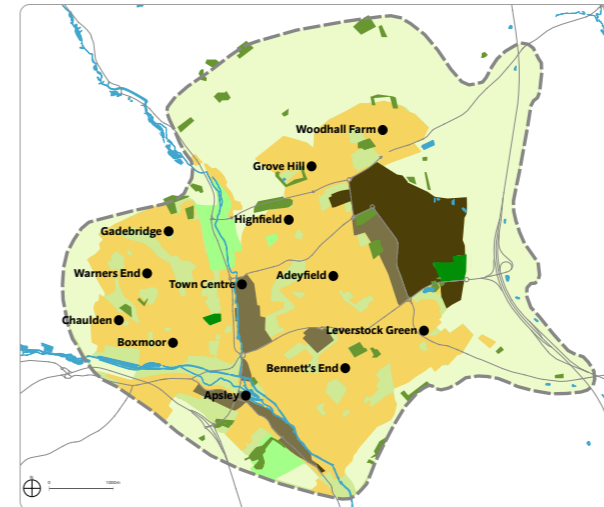 Woodhall Farm
Grove Hill
Highfield
Gadebridge
Warners End
Town Centre
Adeyfield
Chaulden
Leverstock Green
Boxmoor
Bennett's End
Apsley